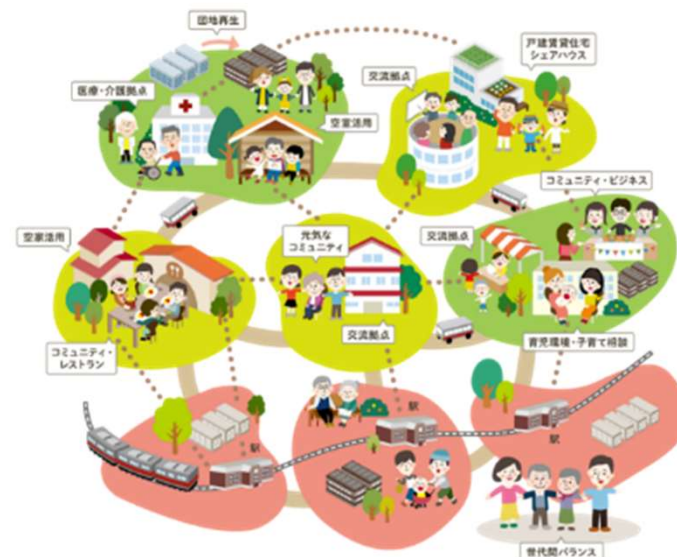 団地再生
医療・介護拠点
空室活用
交流拠点
戸建賃貸住宅
シェアハウス
コミュニティ・ビジネス
交流拠点
空家活用
元気な
コミュニティ
交流拠点
コミュニティ・
レストラン
育児環境・子育て相談
駅
駅
駅
世代間バランス